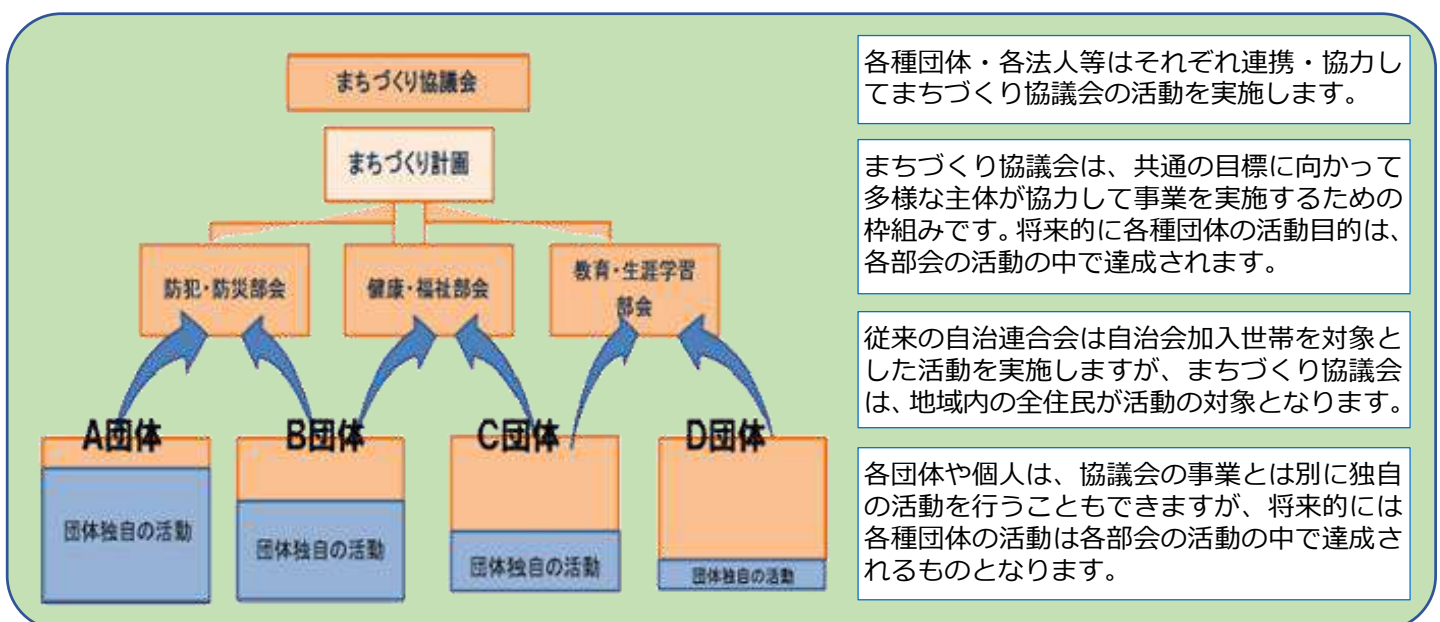 まちづくり協議会
まちづくり計画
防犯・防災部会
健康・福祉部会
教育・生涯学習
部会
A団体
B団体
C団体
D団体
団体独自の活動
団体独自の活動
団体独自の活動
団体独自の活動
各種団体・各法人等はそれぞれ連携・協力し
てまちづくり協議会の活動を実施します。
まちづくり協議会は、共通の目標に向かって
多様な主体が協力して事業を実施するための
枠組みです。将来的に各種団体の活動目的は、
各部会の活動の中で達成されます。
従来の自治連合会は自治会加入世帯を対象と
した活動を実施しますが、まちづくり協議会
は、地域内の全住民が活動の対象となります。
各団体や個人は、協議会の事業とは別に独自
の活動を行うこともできますが、将来的には
各種団体の活動は各部会の活動の中で達成さ
れるものとなります。